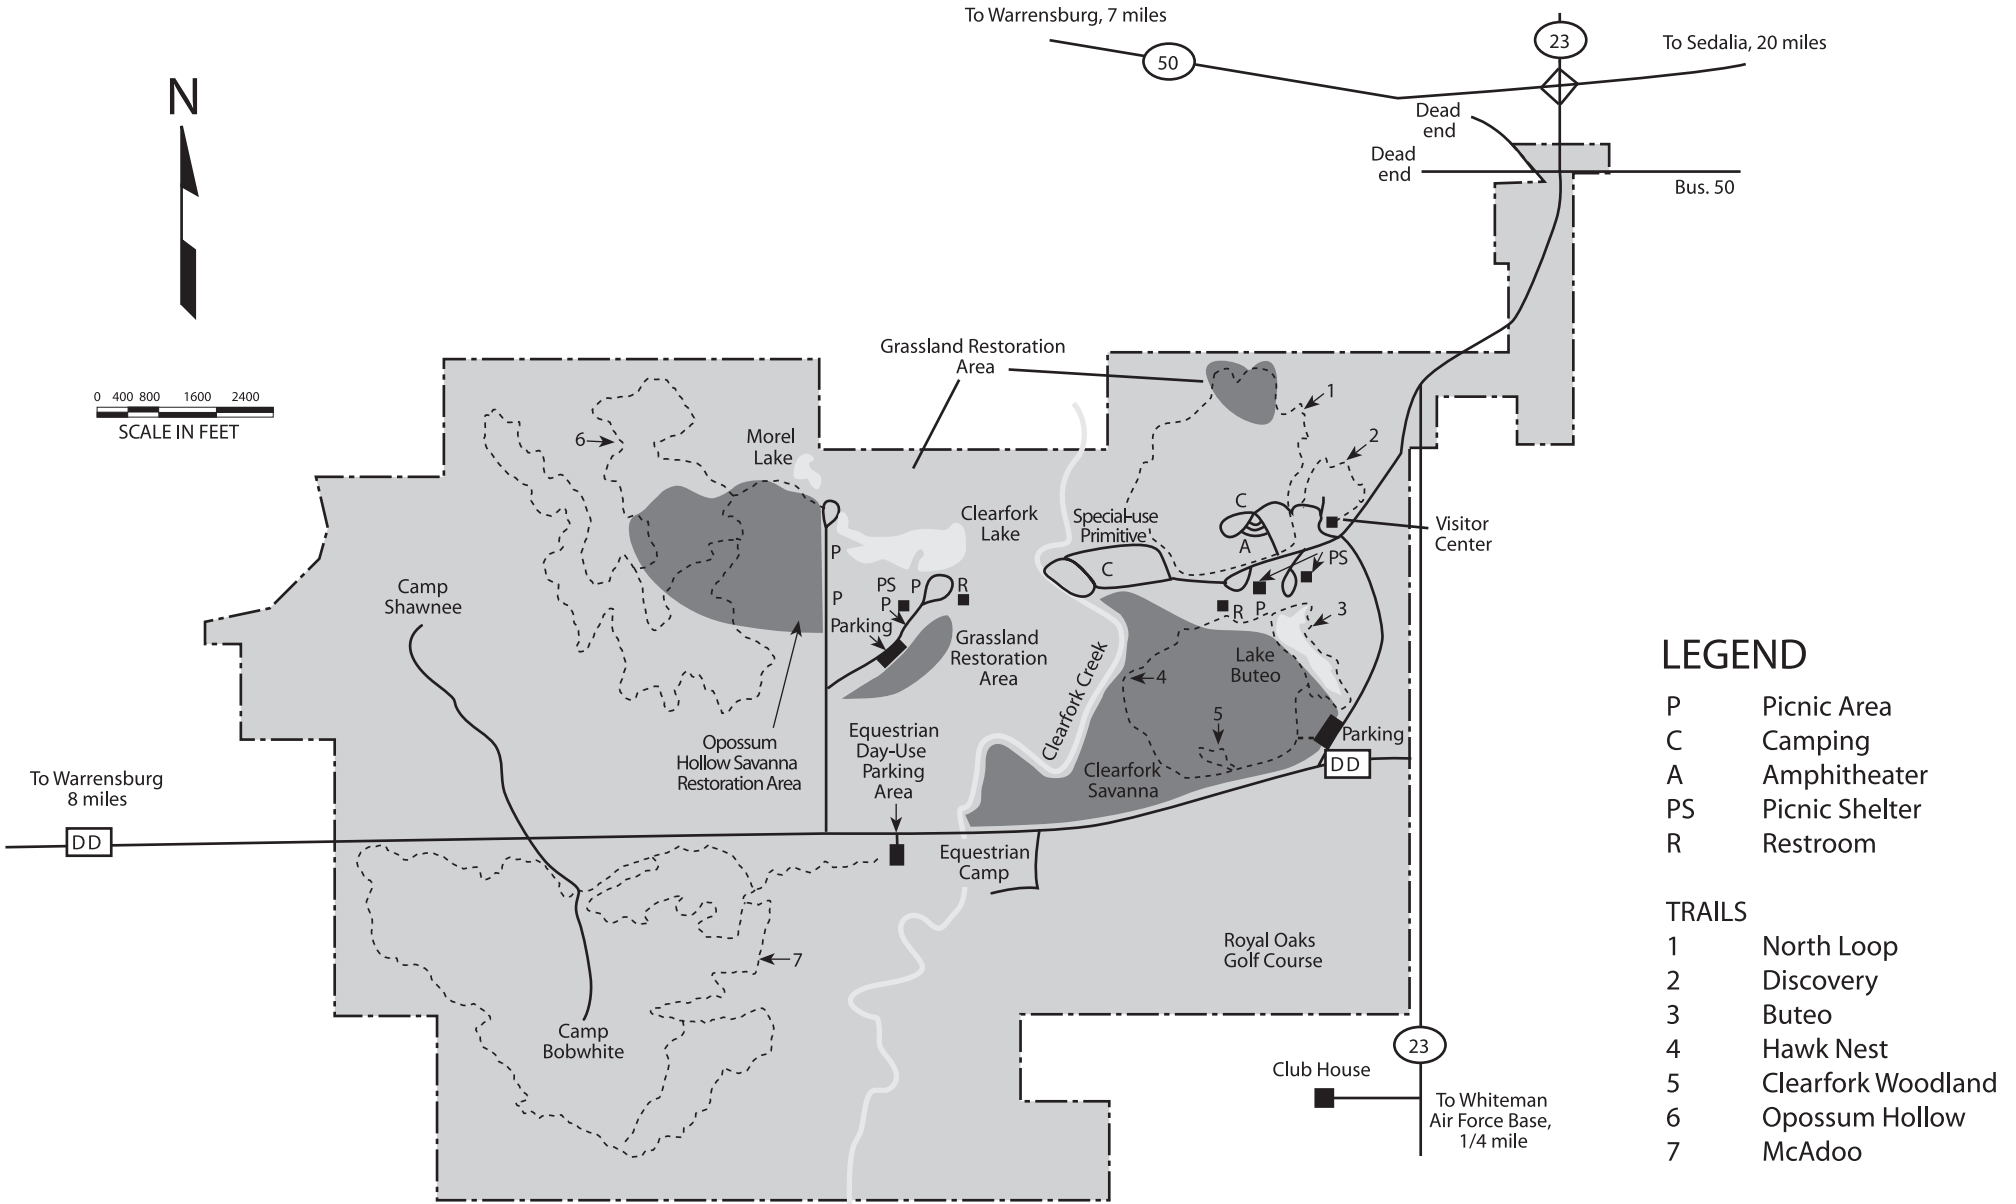 To Warrensburg, 7 miles
50
23
To Sedalia, 20 miles
Dead
end
Dead
end
Bus. 50
N
0 400 800 1600 2400
SCALE IN FEET
Grassland Restoration
Area
1
2
6
Morel
Lake
Clearfork
Lake
Special-use
Primitive
C
C
A
Visitor
Center
PS
P
P
PS
P
P
R
Parking
R
P
3
Camp
Shawnee
Grassland
Restoration
Area
Lake
Buteo
4
5
Clearfork Creek
Opossum
Hollow Savanna
Restoration Area
Equestrian
Day-Use
Parking
Area
Clearfork
Savanna
Parking
DD
To Warrensburg
8 miles
DD
Equestrian
Camp
7
Royal Oaks
Golf Course
Camp
Bobwhite
23
Club House
To Whiteman
Air Force Base,
1/4 mile
LEGEND
P Picnic Area
C Camping
A Amphitheater
PS Picnic Shelter
R Restroom
TRAILS
1 North Loop
2 Discovery
3 Buteo
4 Hawk Nest
5 Clearfork Woodland
6 Opossum Hollow
7 McAdoo